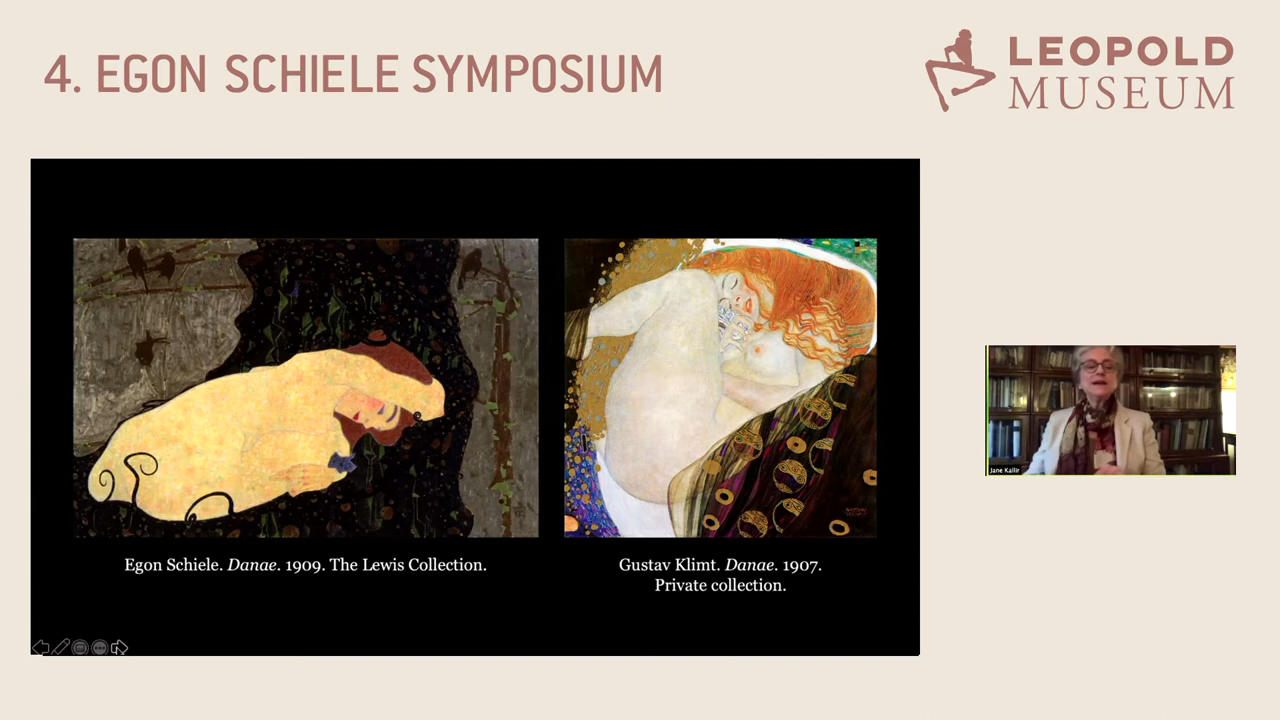 4. EGON SCHIELE SYMPOSIUM
LEOPOLD
MUSEUM
Egon Schiele. Danae. 1909. The Lewis Collection.
Gustav Klimt. Danae. 1907.
Private collection.
Jane Kallir